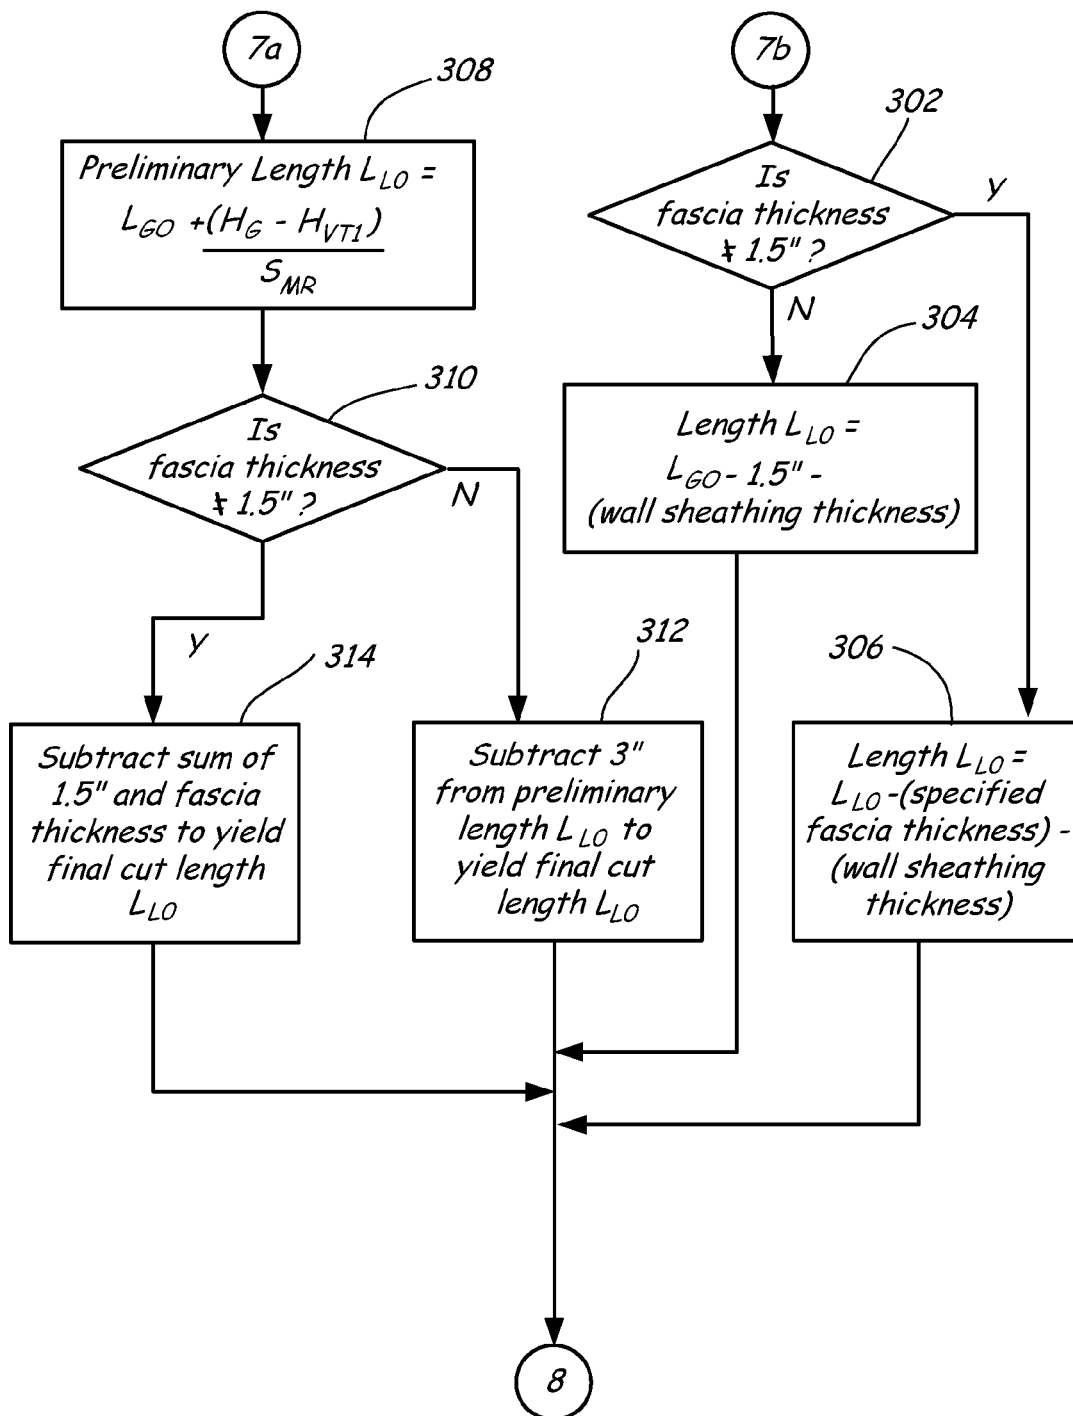 7a
308
Preliminary Length L_LO =
L_GO + (H_G - H_VT1)
S_MR
310
Is
fascia thickness
≠ 1.5" ?
N
Y
314
Subtract sum of
1.5" and fascia
thickness to yield
final cut length
L_LO
312
Subtract 3"
from preliminary
length L_LO to
yield final cut
length L_LO
7b
302
Is
fascia thickness
≠ 1.5" ?
Y
N
304
Length L_LO =
L_GO - 1.5" -
(wall sheathing thickness)
306
Length L_LO =
L_LO -(specified
fascia thickness) -
(wall sheathing
thickness)
8